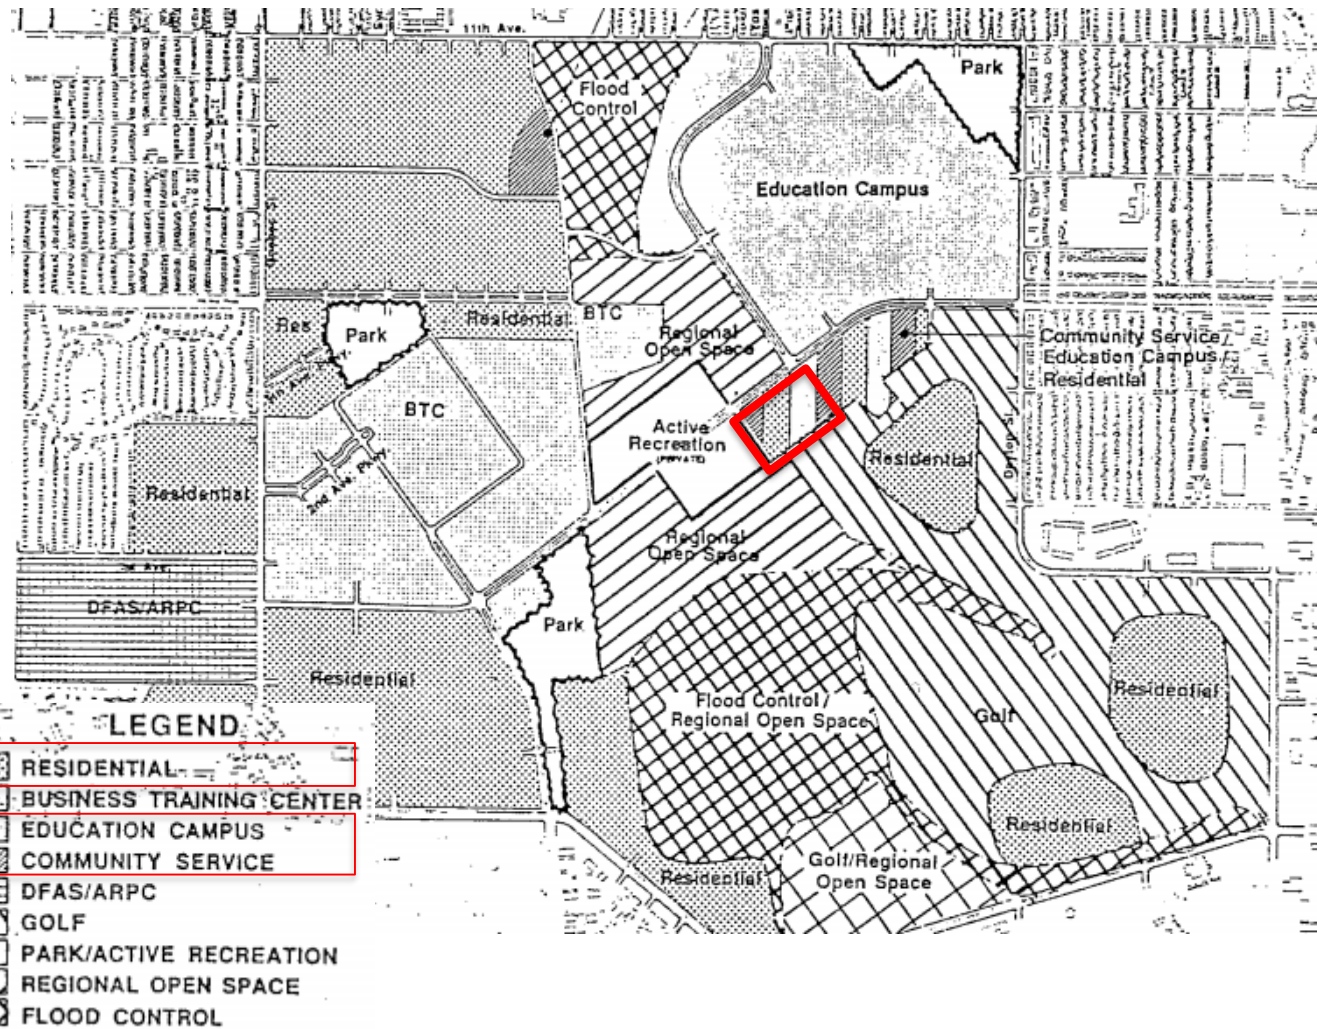 11th Ave.
Park
Flood
Control
Education Campus
Res
Park
Residential
BTC
Regional
Open Space
Community Service/
Education Campus/
Residential
BTC
Active
Recreation
(PRIVATE)
Residential
Residential
2nd Ave. Pkwy.
Regional
Open Space
DFAS/ARPC
Park
Residential
Flood Control/
Regional Open Space
Golf
Residential
Residential
Golf/Regional
Open Space
Residential
LEGEND
RESIDENTIAL
BUSINESS TRAINING CENTER
EDUCATION CAMPUS
COMMUNITY SERVICE
DFAS/ARPC
GOLF
PARK/ACTIVE RECREATION
REGIONAL OPEN SPACE
FLOOD CONTROL